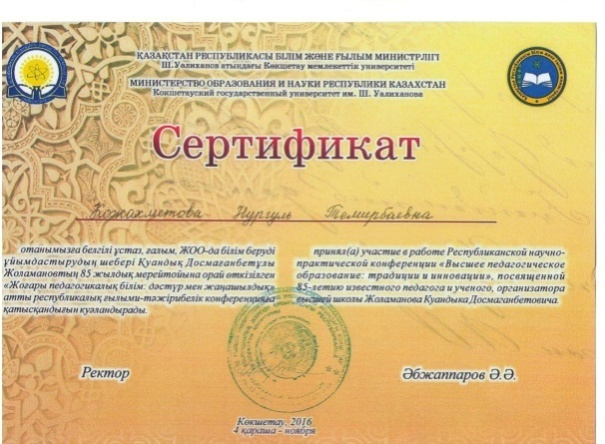 ҚАЗАҚСТАН РЕСПУБЛИКАСЫ БІЛІМ ЖӘНЕ ҒЫЛЫМ МИНИСТРЛІГІ
Ш.Уалиханов атындағы Көкшетау мемлекеттік университеті
МИНИСТЕРСТВО ОБРАЗОВАНИЯ И НАУКИ РЕСПУБЛИКИ КАЗАХСТАН
Кокшетауский государственный университет им. Ш. Уалиханова
Сертификат
Кожахметова Нургуль Темирбаевна
отанымызға белгілі ұстаз, ғалым, ЖОО-да білім беруді
ұйымдастырудың шебері Қуандық Досмағанбетұлы
Жоламановтың 85 жылдық мерейтойына орай өткізілген
«Жоғары педагогикалық білім: дәстүр мен жаңашылдық»
атты республикалық ғылыми-тәжірибелік конференцияға
қатысқандығын куәландырады.
принял(а) участие в работе Республиканской научно-
практической конференции «Высшее педагогическое
образование: традиции и инновации», посвященной
85-летию известного педагога и ученого, организатора
высшей школы Жоламанова Куандыка Досмаганбетовича.
Ректор
Әбжаппаров Ә.Ә.
Көкшетау, 2016
4 қараша - ноября